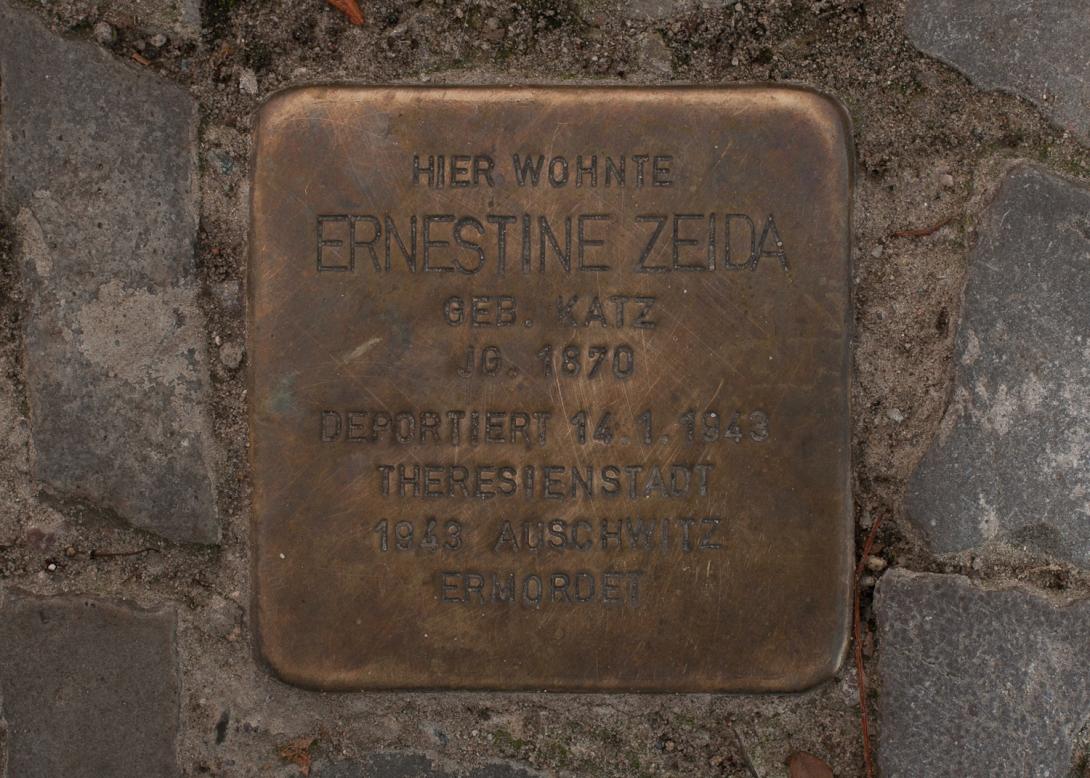 HIER WOHNTE
ERNESTINE ZEIDA
GEB. KATZ
JG. 1870
DEPORTIERT 14.1.1943
THERESIENSTADT
1943 AUSCHWITZ
ERMORDET